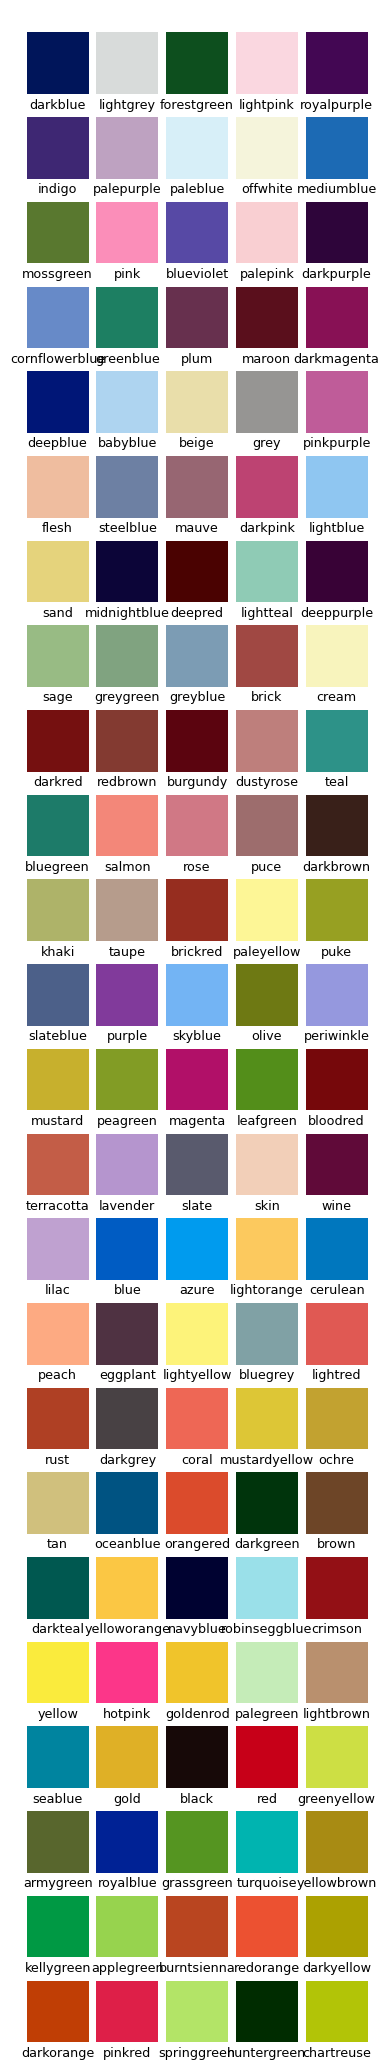 darkblue lightgrey forestgreen lightpink royalpurple
indigo palepurple paleblue offwhite mediumblue
mossgreen pink blueviolet palepink darkpurple
cornflowerblue greenblue plum maroon darkmagenta
deepblue babyblue beige grey pinkpurple
flesh steelblue mauve darkpink lightblue
sand midnightblue deepred lightteal deeppurple
sage greygreen greyblue brick cream
darkred redbrown burgundy dustyrose teal
bluegreen salmon rose puce darkbrown
khaki taupe brickred paleyellow puke
slateblue purple skyblue olive periwinkle
mustard peagreen magenta leafgreen bloodred
terracotta lavender slate skin wine
lilac blue azure lightorange cerulean
peach eggplant lightyellow bluegrey lightred
rust darkgrey coral mustardyellow ochre
tan oceanblue orangered darkgreen brown
darkteal yelloworange navyblue robinseggblue crimson
yellow hotpink goldenrod palegreen lightbrown
seablue gold black red greenyellow
armygreen royalblue grassgreen turquoise yellowbrown
kellygreen applegreen burntsienna redorange darkyellow
darkorange pinkred springgreen huntergreen chartreuse